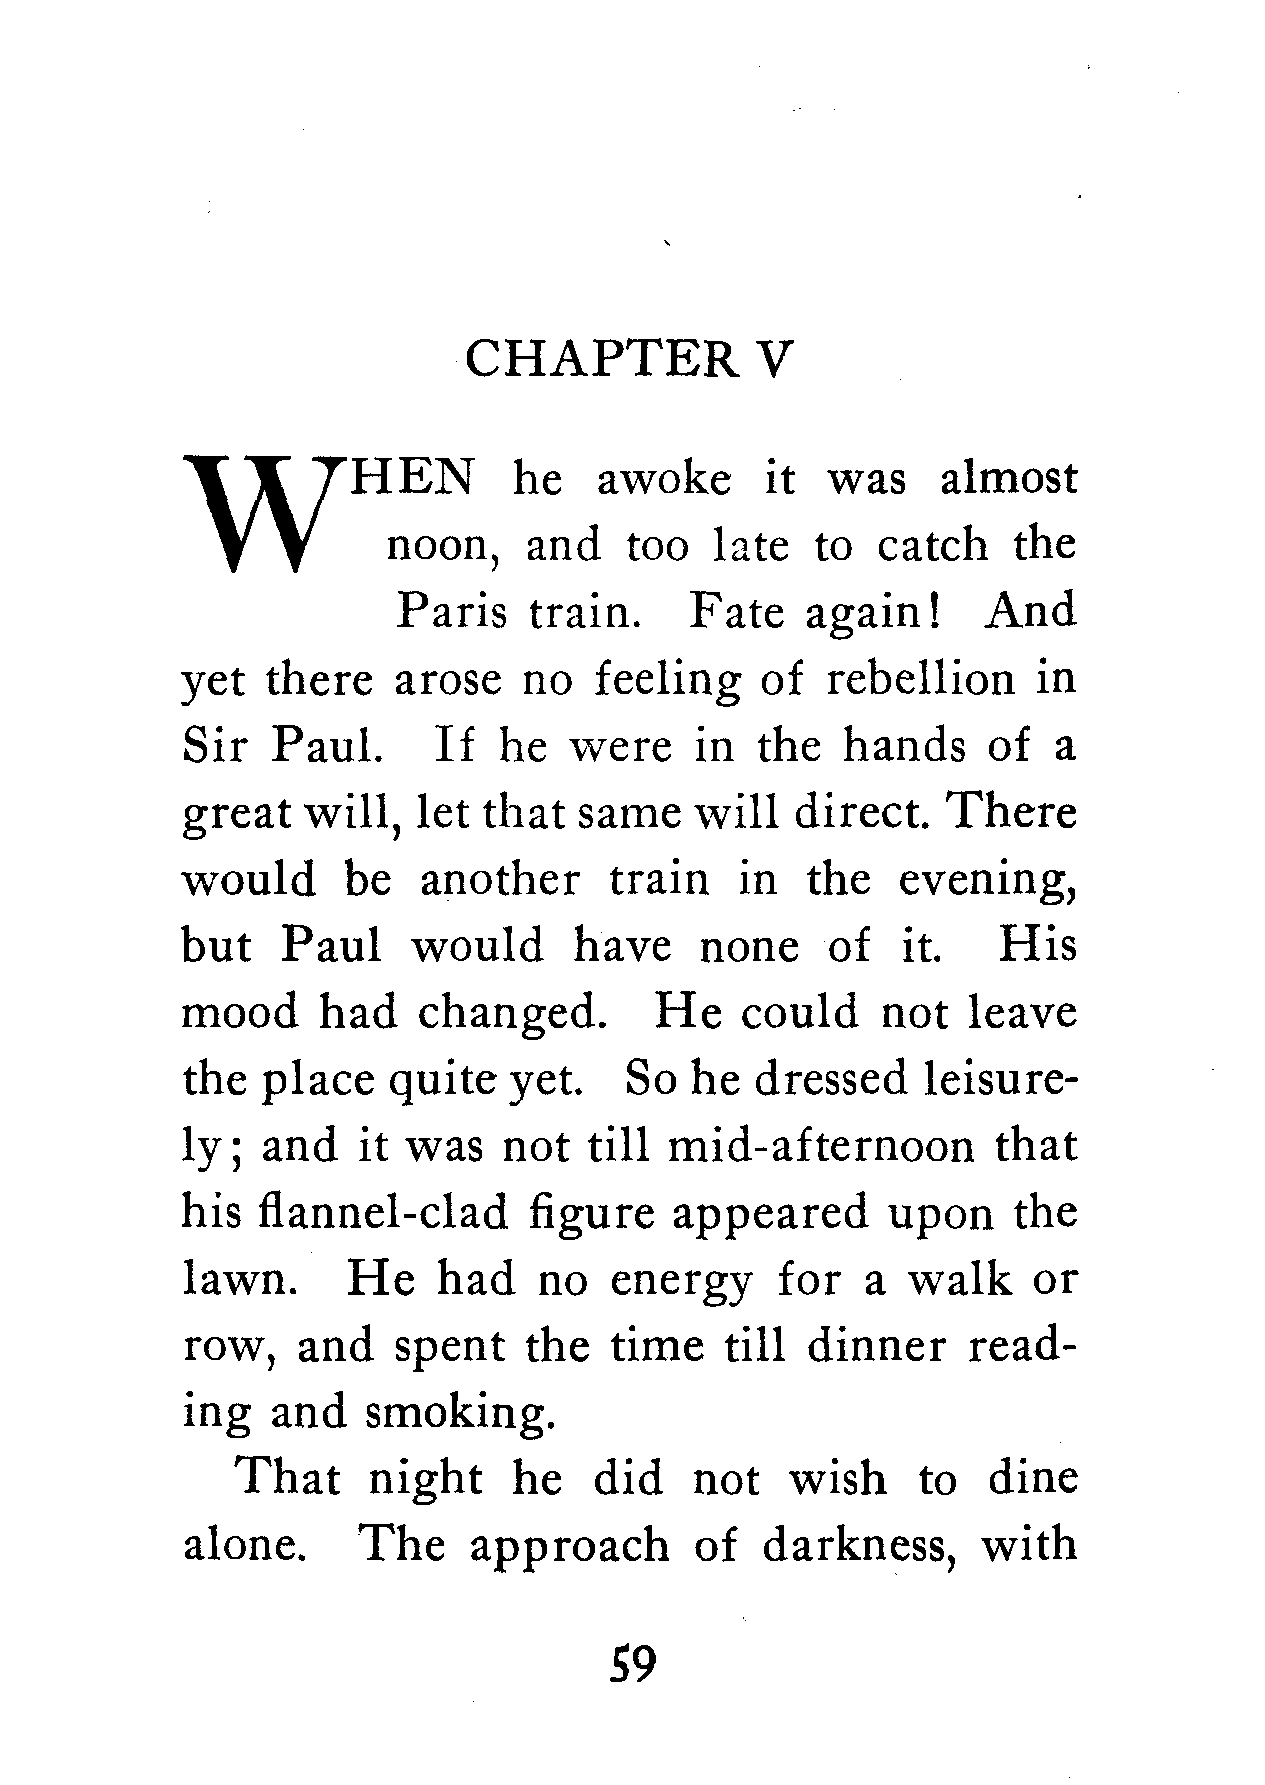 CHAPTER V
WHEN he awoke it was almost
noon, and too late to catch the
Paris train. Fate again! And
yet there arose no feeling of rebellion in
Sir Paul. If he were in the hands of a
great will, let that same will direct. There
would be another train in the evening,
but Paul would have none of it. His
mood had changed. He could not leave
the place quite yet. So he dressed leisure-
ly; and it was not till mid-afternoon that
his flannel-clad figure appeared upon the
lawn. He had no energy for a walk or
row, and spent the time till dinner read-
ing and smoking.
That night he did not wish to dine
alone. The approach of darkness, with
59